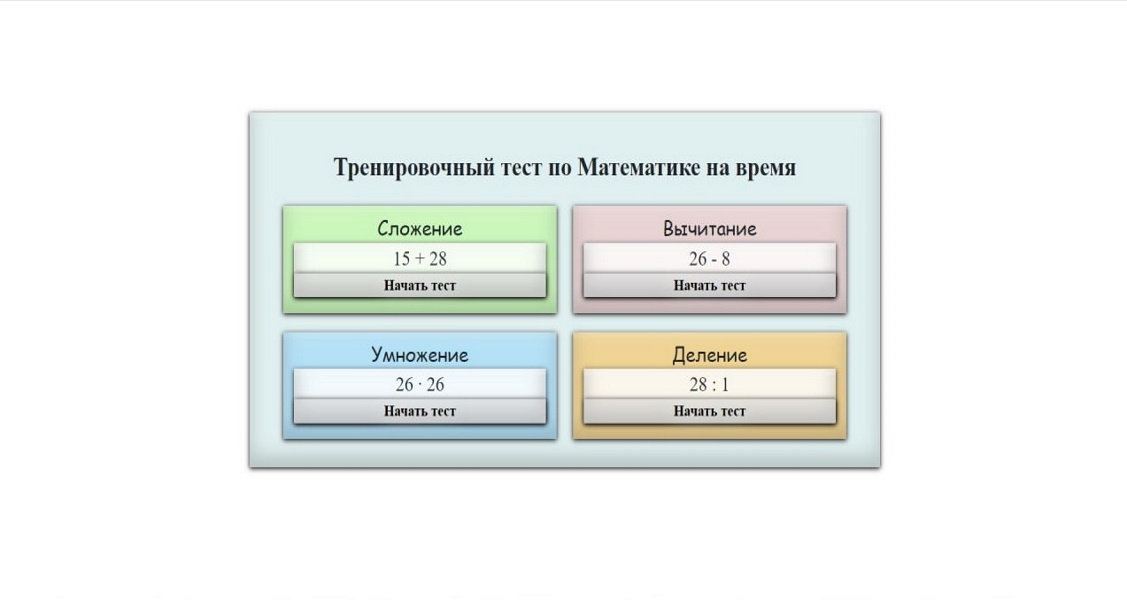 Тренировочный тест по Математике на время
Сложение
15 + 28
Начать тест
Вычитание
26 - 8
Начать тест
Умножение
26 · 26
Начать тест
Деление
28 : 1
Начать тест